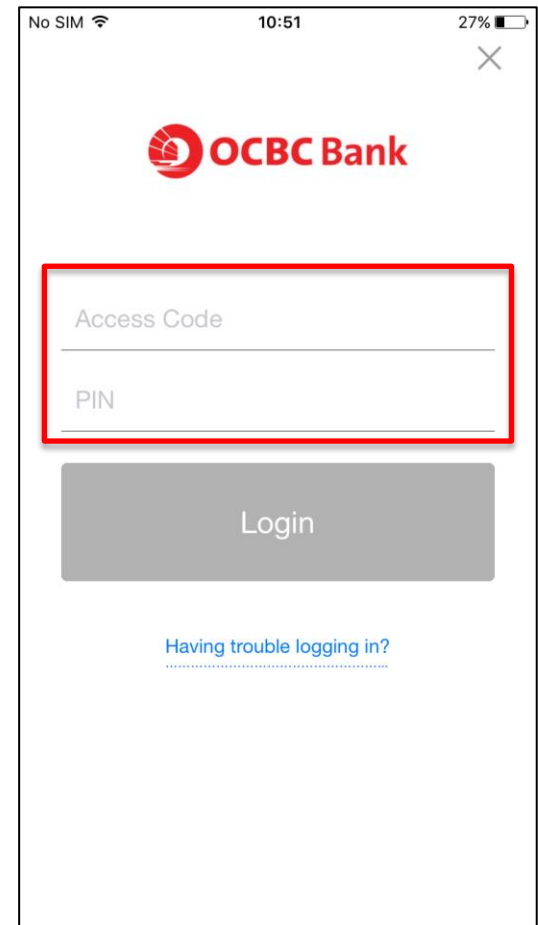 No SIM 10:51 27%
OCBC Bank
Access Code
PIN
Login
Having trouble logging in?